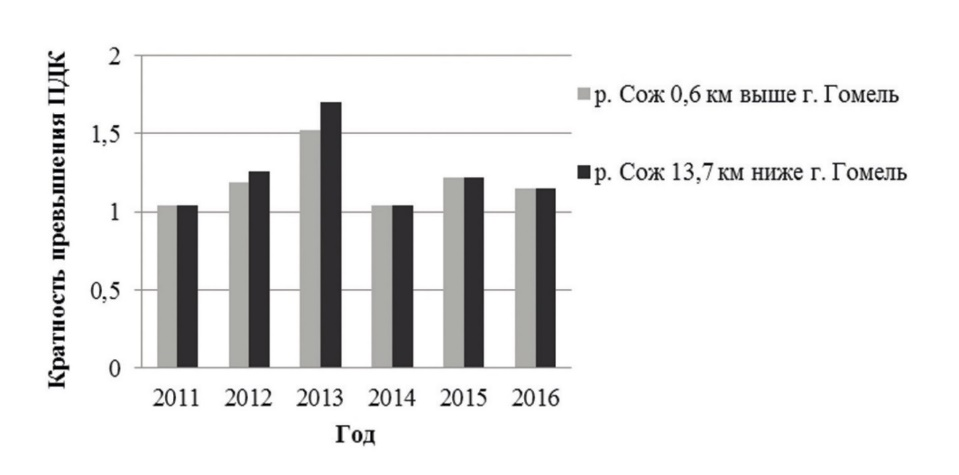 Кратность превышения ПДК
2
1,5
1
0,5
0
2011 2012 2013 2014 2015 2016
Год
р. Сож 0,6 км выше г. Гомель
р. Сож 13,7 км ниже г. Гомель